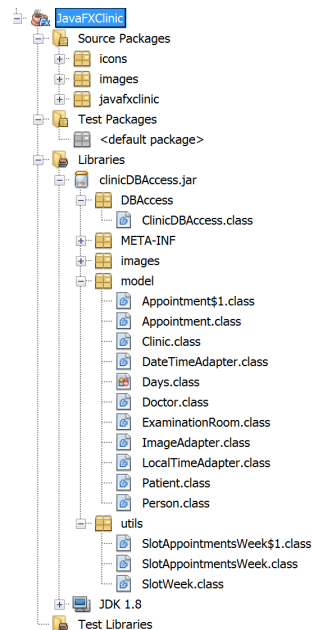 JavaFXClinic
Source Packages
icons
images
javafxclinic
Test Packages
<default package>
Libraries
clinicDBAccess.jar
DBAccess
ClinicDBAccess.class
META-INF
images
model
Appointment$1.class
Appointment.class
Clinic.class
DateTimeAdapter.class
Days.class
Doctor.class
ExaminationRoom.class
ImageAdapter.class
LocalTimeAdapter.class
Patient.class
Person.class
utils
SlotAppointmentsWeek$1.class
SlotAppointmentsWeek.class
SlotWeek.class
JDK 1.8
Test Libraries